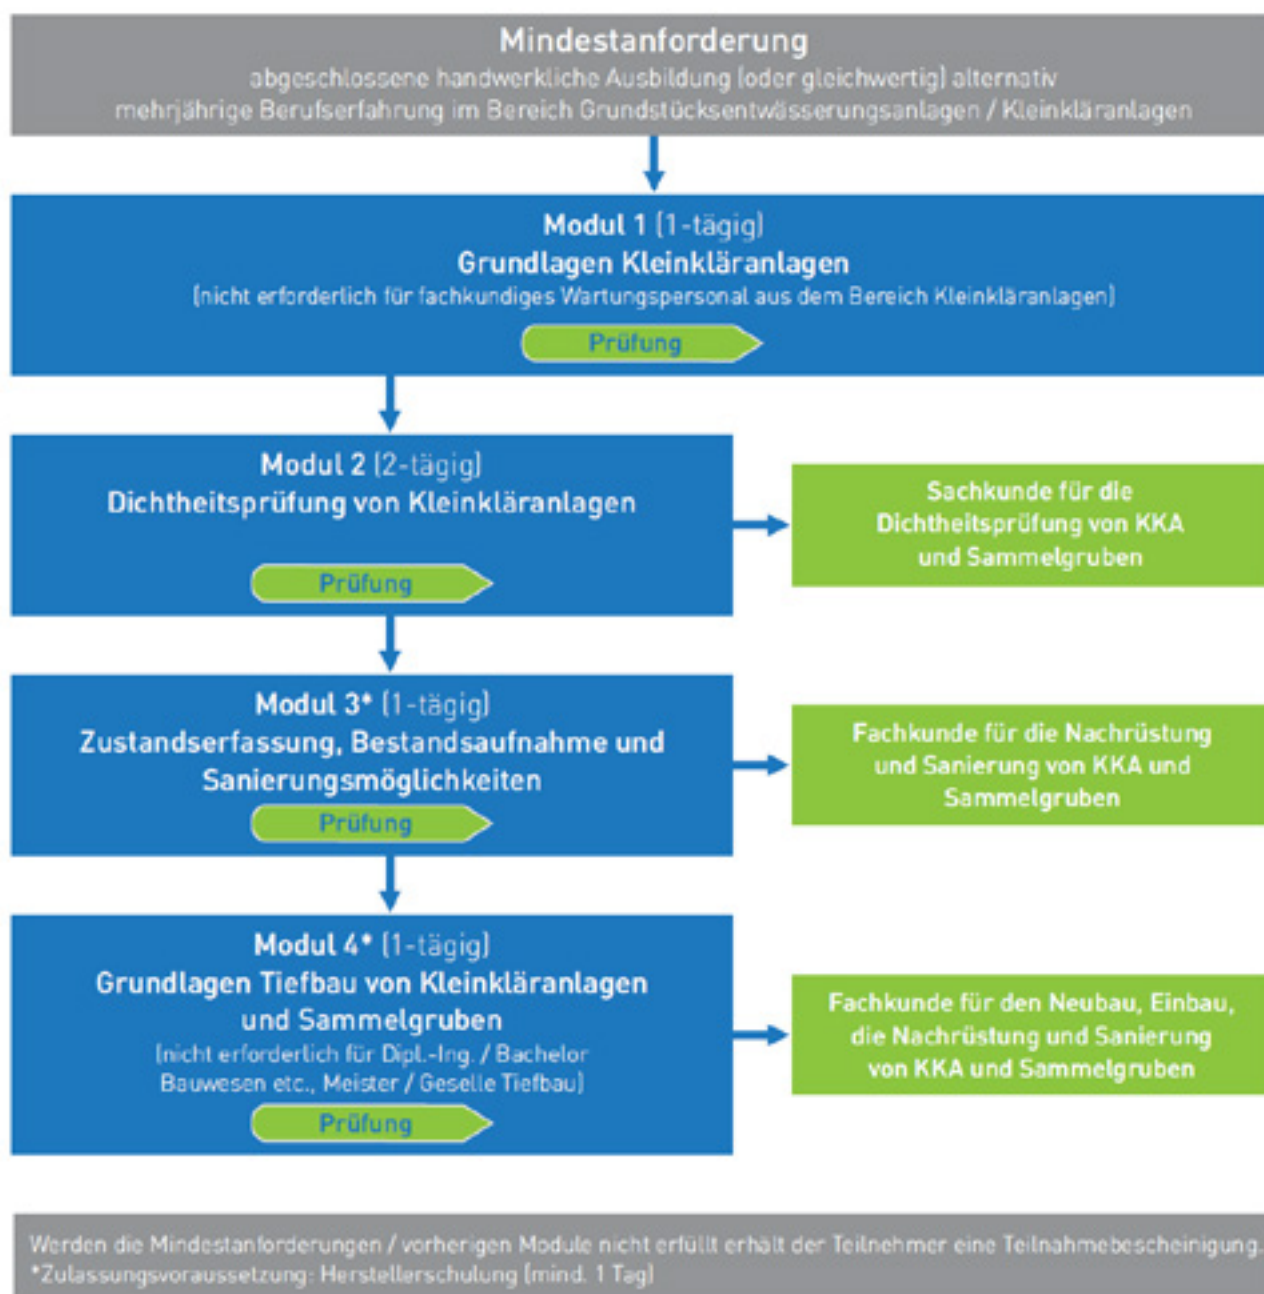 Mindestanforderung
abgeschlossene handwerkliche Ausbildung (oder gleichwertig) alternativ
mehrjährige Berufserfahrung im Bereich Grundstücksentwässerungsanlagen / Kleinkläranlagen
Modul 1 (1-tägig)
Grundlagen Kleinkläranlagen
(nicht erforderlich für fachkundiges Wartungspersonal aus dem Bereich Kleinkläranlagen)
Prüfung
Modul 2 (2-tägig)
Dichtheitsprüfung von Kleinkläranlagen
Prüfung
Sachkunde für die
Dichtheitsprüfung von KKA
und Sammelgruben
Modul 3* (1-tägig)
Zustandserfassung, Bestandsaufnahme und
Sanierungsmöglichkeiten
Prüfung
Fachkunde für die Nachrüstung
und Sanierung von KKA und
Sammelgruben
Modul 4* (1-tägig)
Grundlagen Tiefbau von Kleinkläranlagen
und Sammelgruben
(nicht erforderlich für Dipl.-Ing. / Bachelor
Bauwesen etc., Meister / Geselle Tiefbau)
Prüfung
Fachkunde für den Neubau, Einbau,
die Nachrüstung und Sanierung
von KKA und Sammelgruben
Werden die Mindestanforderungen / vorherigen Module nicht erfüllt erhält der Teilnehmer eine Teilnahmebescheinigung.
*Zulassungsvoraussetzung: Herstellerschulung (mind. 1 Tag)